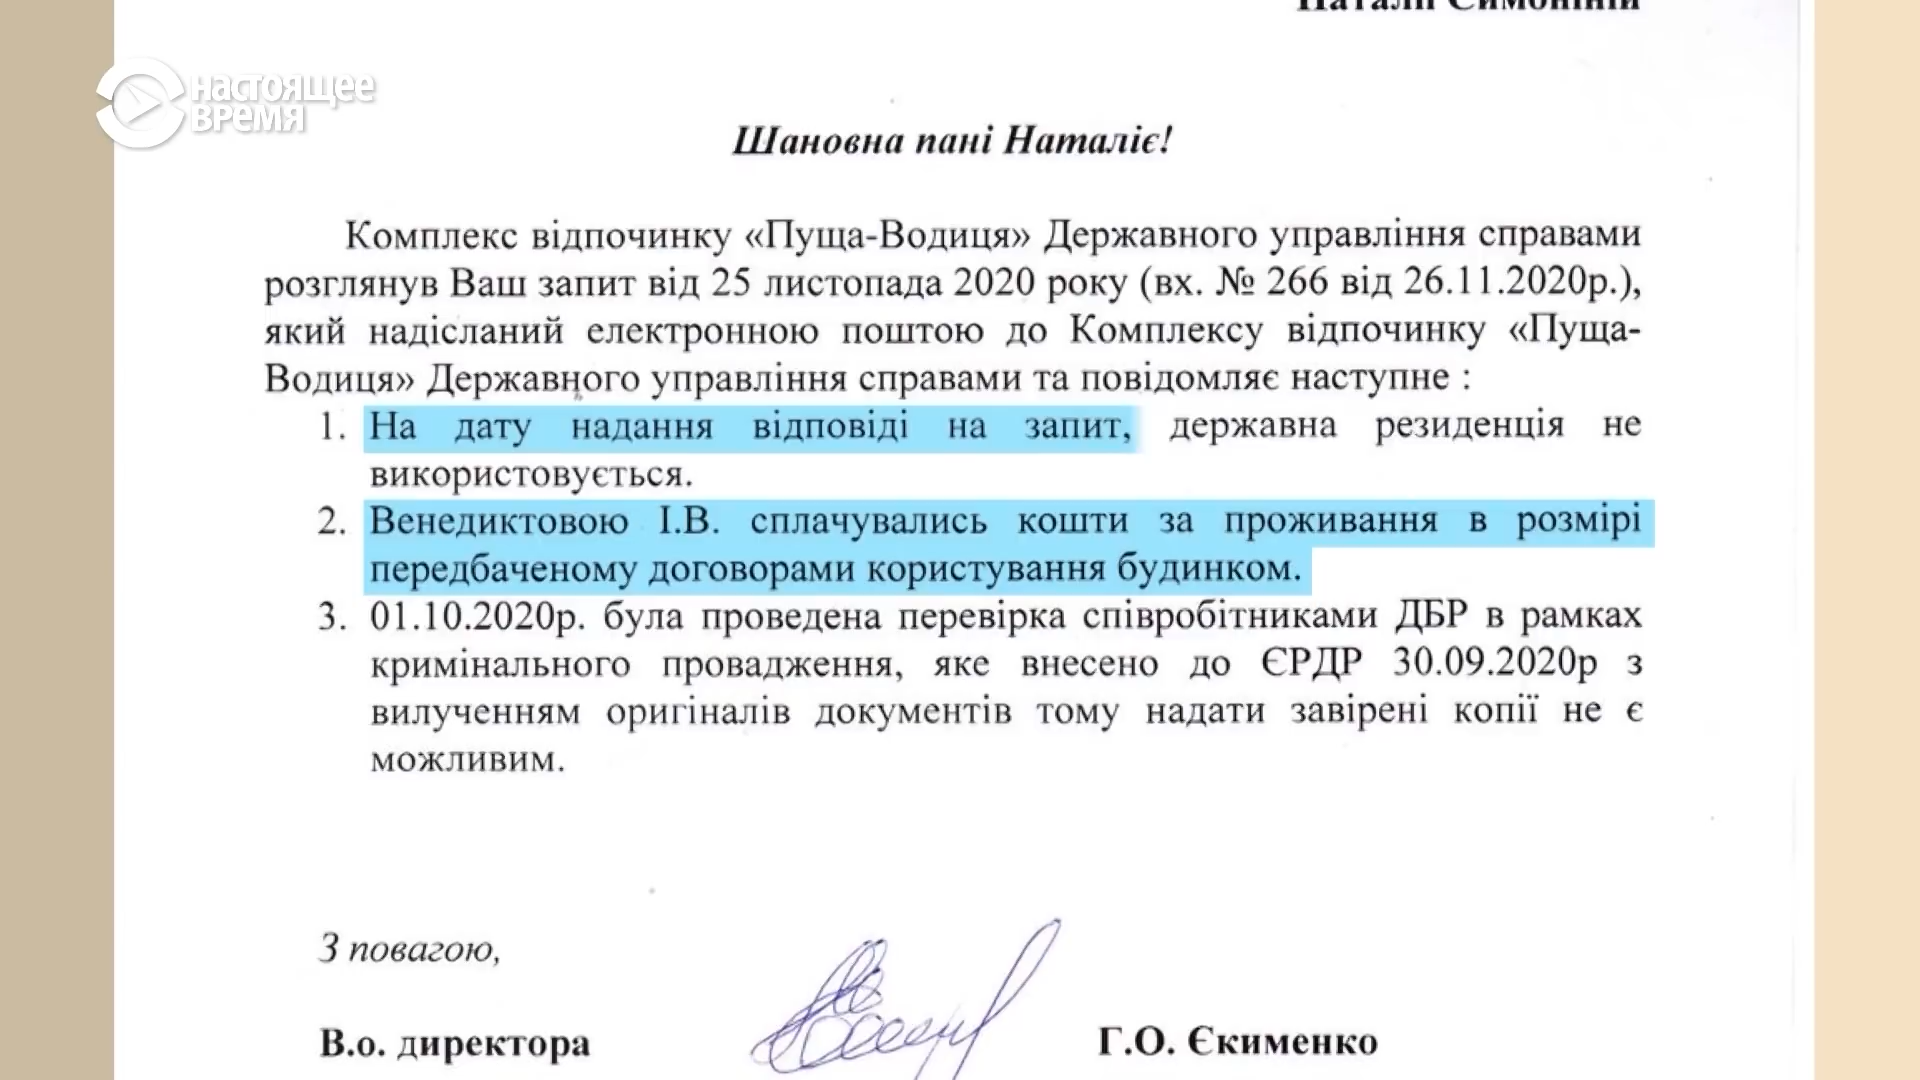 Наталії Симоніній
настоящее
время
Шановна пані Наталіє!
Комплекс відпочинку «Пуща-Водиця» Державного управління справами
розглянув Ваш запит від 25 листопада 2020 року (вх. № 266 від 26.11.2020р.),
який надісланий електронною поштою до Комплексу відпочинку «Пуща-
Водиця» Державного управління справами та повідомляє наступне :
1. На дату надання відповіді на запит, державна резиденція не
використовується.
2. Венедиктовою І.В. сплачувались кошти за проживання в розмірі
передбаченому договорами користування будинком.
3. 01.10.2020р. була проведена перевірка співробітниками ДБР в рамках
кримінального провадження, яке внесено до ЄРДР 30.09.2020р з
вилученням оригіналів документів тому надати завірені копії не є
можливим.
З повагою,
В.о. директора Г.О. Єкименко